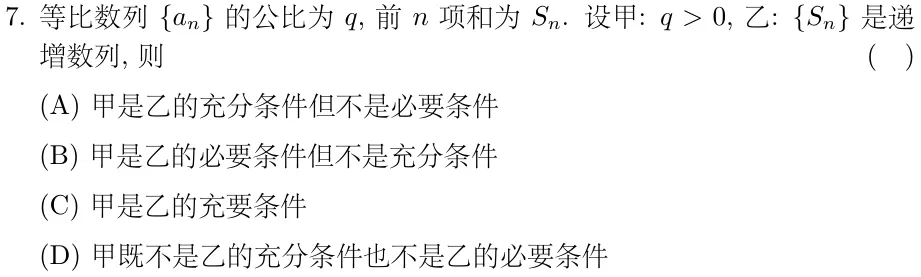 7. 等比数列 {aₙ} 的公比为 q, 前 n 项和为 Sₙ. 设甲: q > 0, 乙: {Sₙ} 是递
增数列, 则 ( )
(A) 甲是乙的充分条件但不是必要条件
(B) 甲是乙的必要条件但不是充分条件
(C) 甲是乙的充要条件
(D) 甲既不是乙的充分条件也不是乙的必要条件